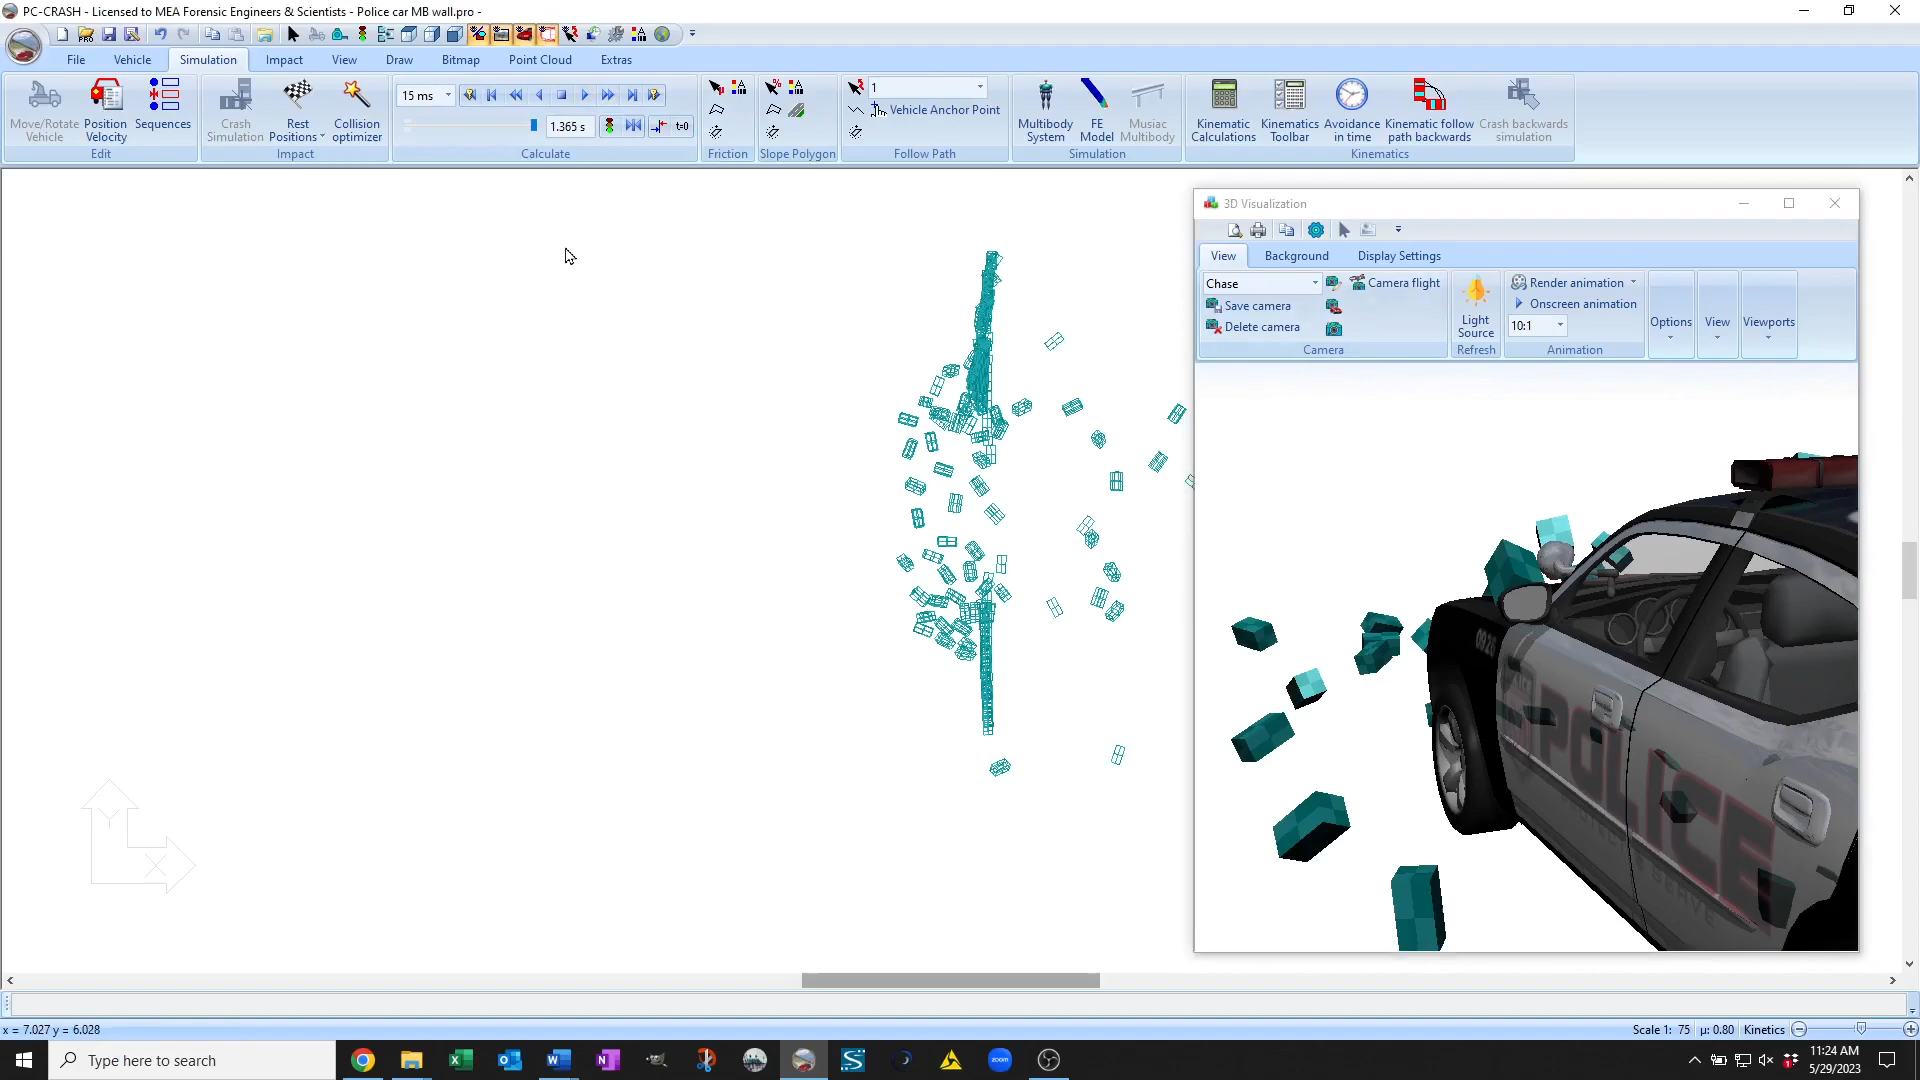 PC-CRASH - Licensed to MEA Forensic Engineers & Scientists - Police car MB wall.pro -
File Vehicle Simulation Impact View Draw Bitmap Point Cloud Extras
Move/Rotate Vehicle
Position Velocity
Sequences
Edit
Crash Simulation
Rest Positions
Collision optimizer
Impact
15 ms
1.365 s
t=0
Calculate
Friction
Slope Polygon
1
Vehicle Anchor Point
Follow Path
Multibody System
FE Model
Musiac Multibody
Simulation
Kinematic Calculations
Kinematics Toolbar
Avoidance in time
Kinematic follow path backwards
Crash backwards simulation
Kinematics
3D Visualization
View Background Display Settings
Chase
Camera flight
Save camera
Delete camera
Camera
Light Source
Refresh
Render animation
Onscreen animation
10:1
Animation
Options
View
Viewports
0926
POLICE
Y
X
x = 7.027 y = 6.028
Scale 1: 75 µ: 0.80 Kinetics
Type here to search
zoom
11:24 AM
5/29/2023